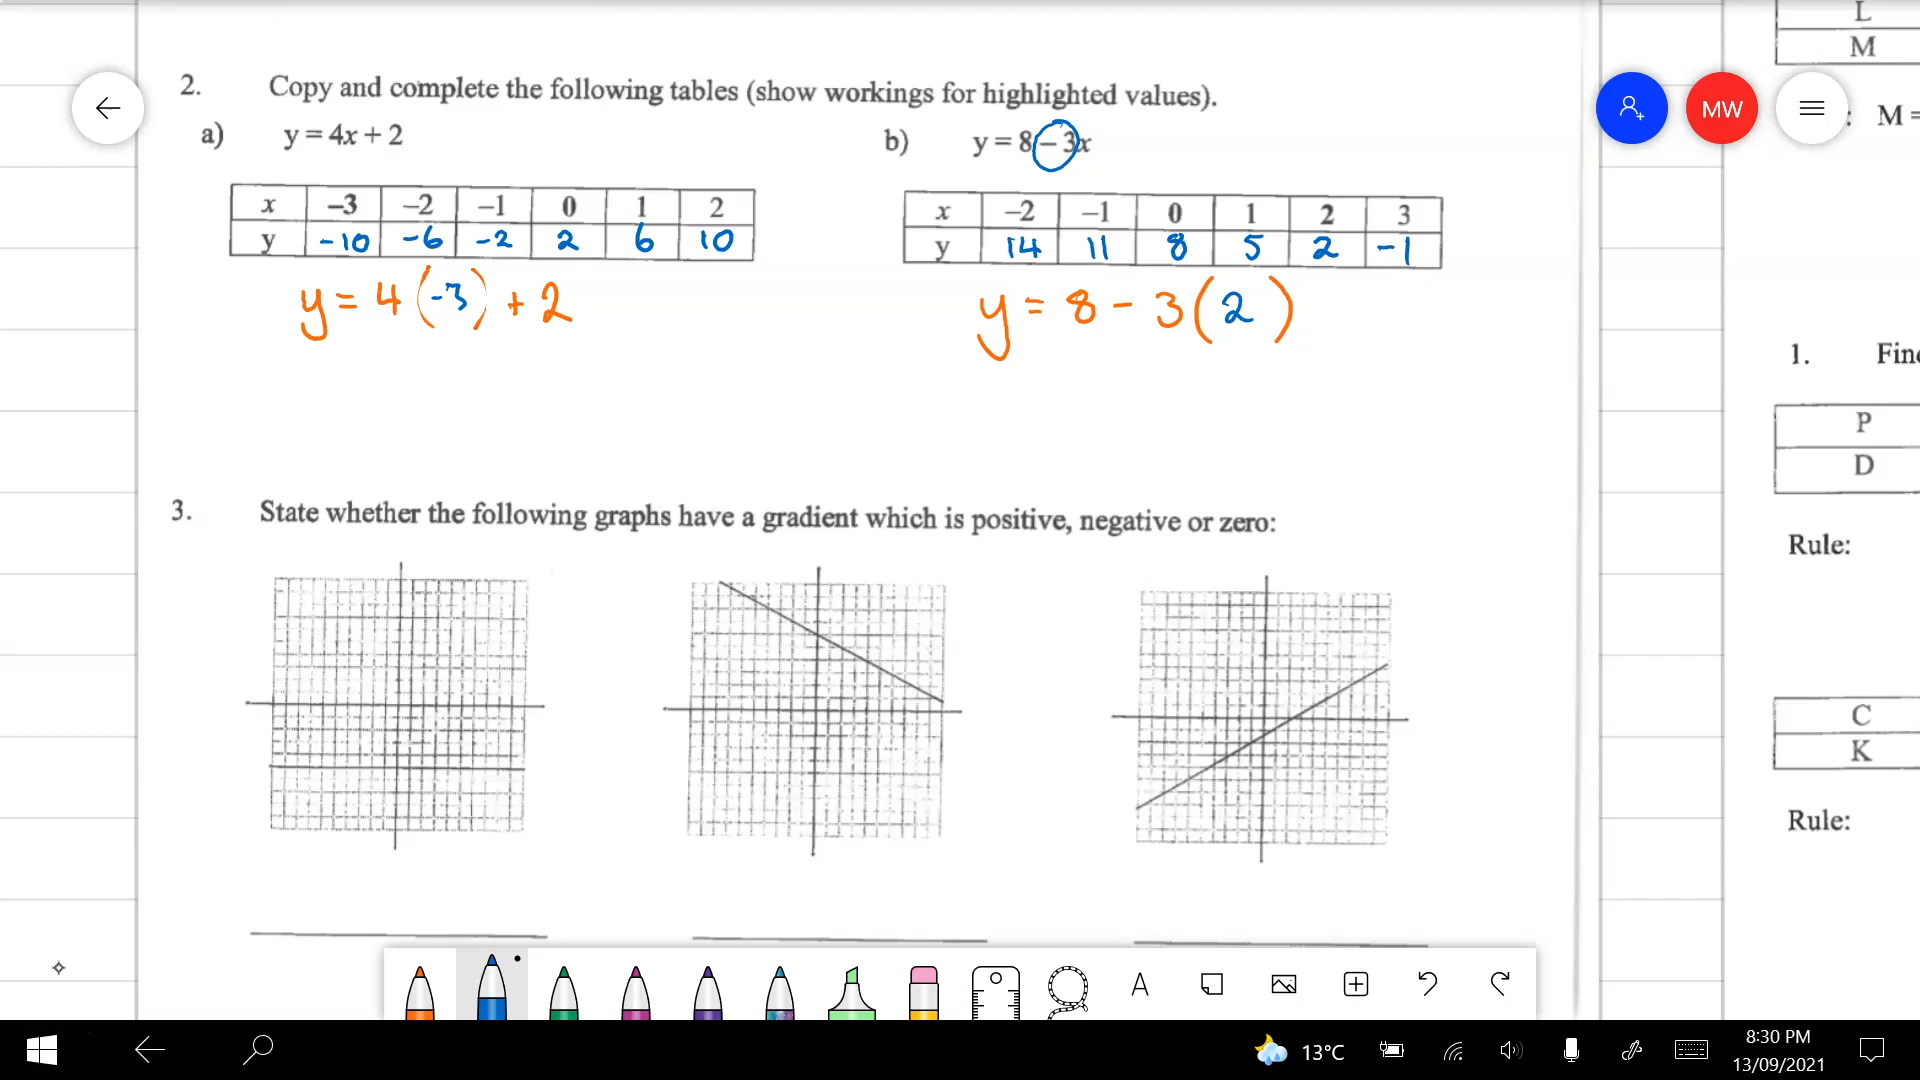 2. Copy and complete the following tables (show workings for highlighted values).
a) y = 4x + 2
b) y = 8 – 3x
x –3 –2 –1 0 1 2
y -10 -6 -2 2 6 10
x –2 –1 0 1 2 3
y 14 11 8 5 2 -1
y = 4(-3) + 2
y = 8 - 3(2)
3. State whether the following graphs have a gradient which is positive, negative or zero:
MW
L
M
: M =
1. Find
P
D
Rule:
C
K
Rule:
A
13°C
8:30 PM
13/09/2021